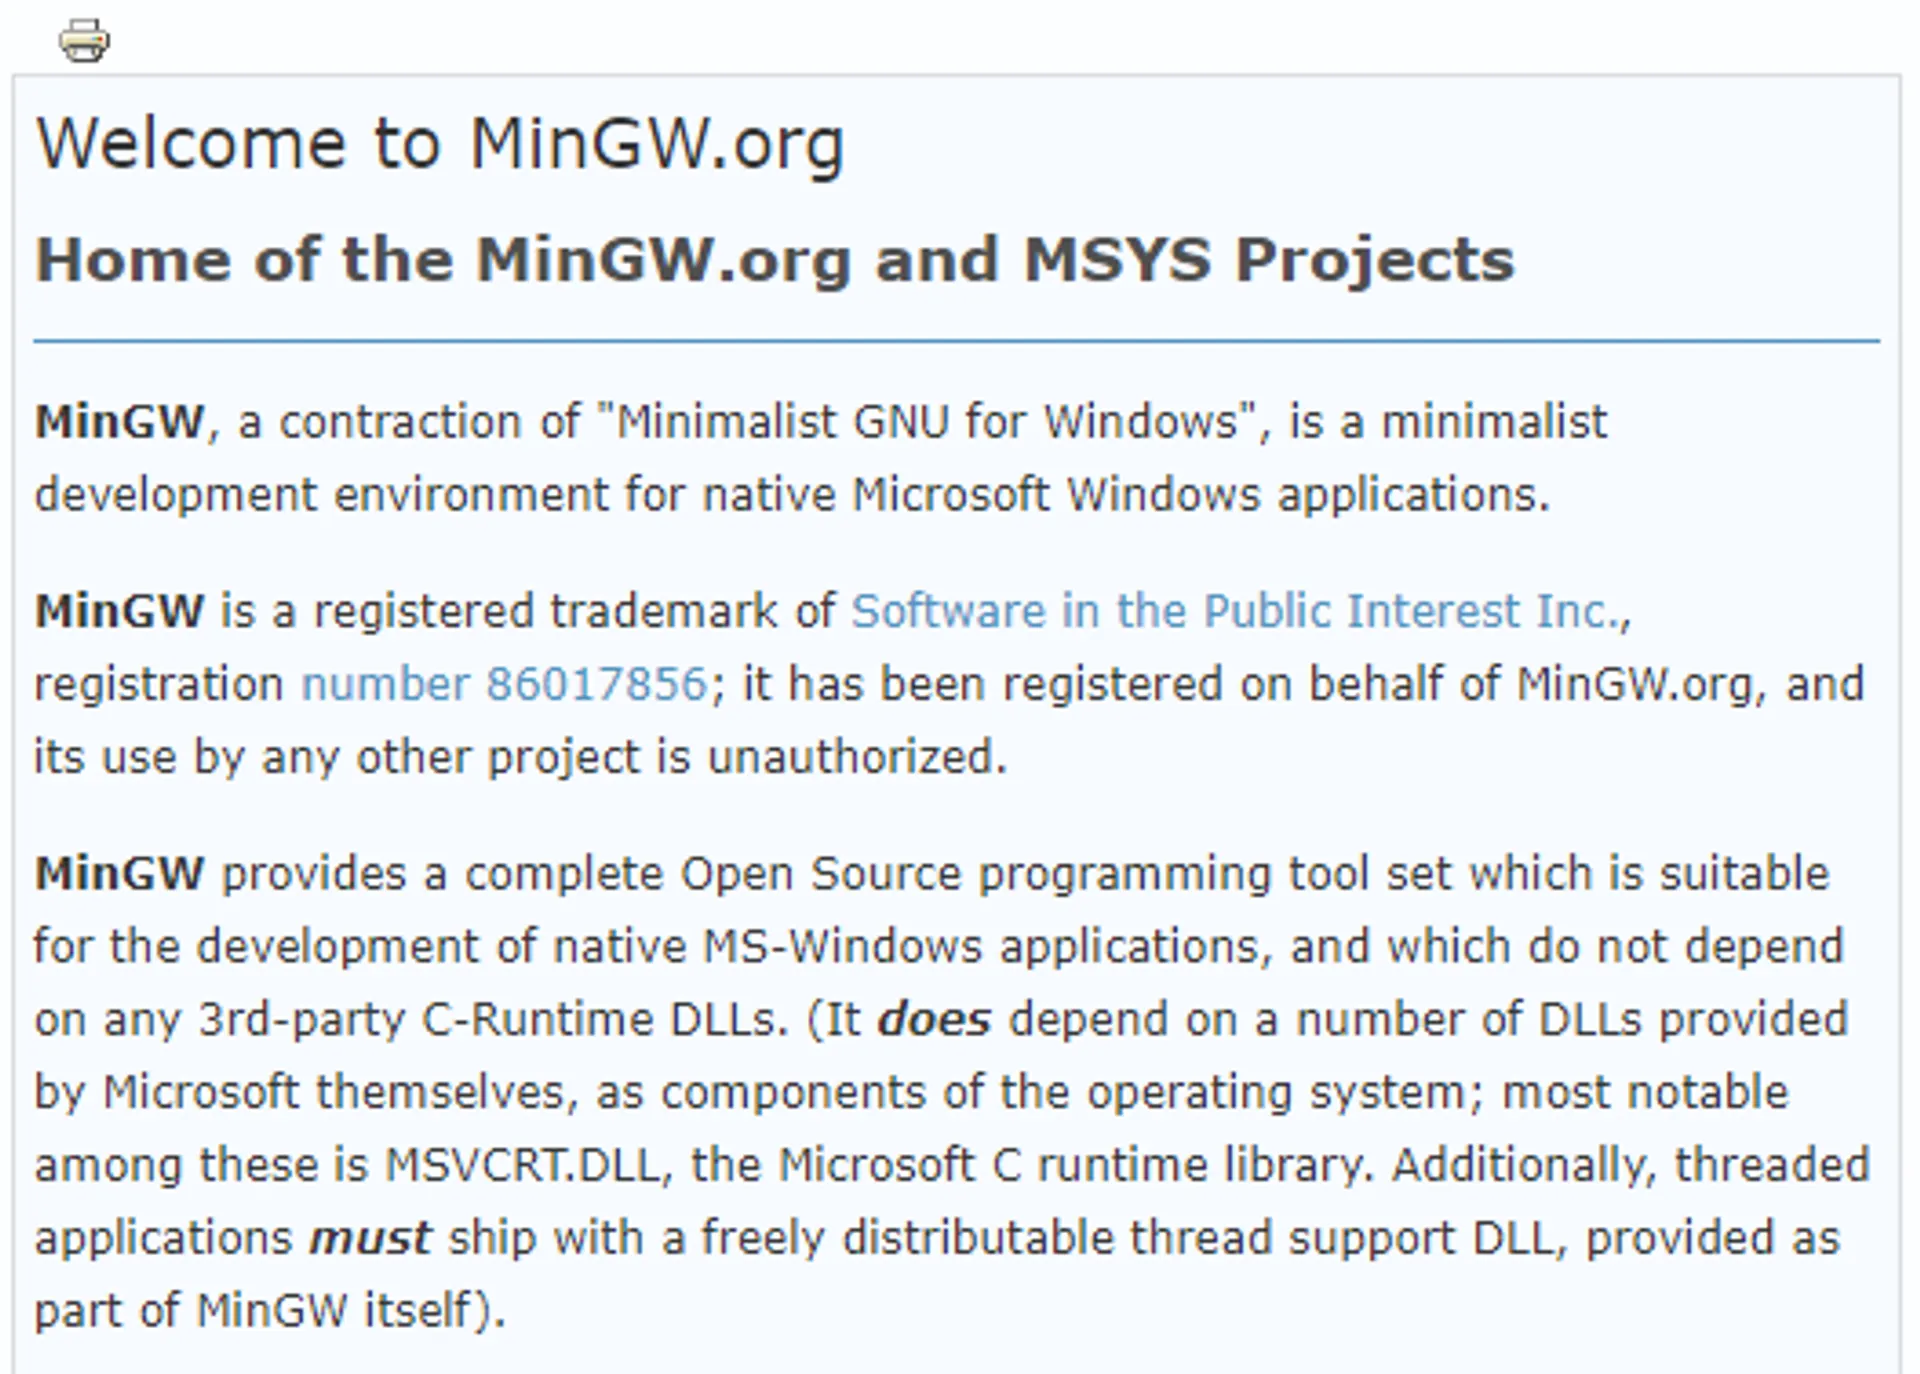 Welcome to MinGW.org
Home of the MinGW.org and MSYS Projects
MinGW, a contraction of "Minimalist GNU for Windows", is a minimalist
development environment for native Microsoft Windows applications.
MinGW is a registered trademark of Software in the Public Interest Inc.,
registration number 86017856; it has been registered on behalf of MinGW.org, and
its use by any other project is unauthorized.
MinGW provides a complete Open Source programming tool set which is suitable
for the development of native MS-Windows applications, and which do not depend
on any 3rd-party C-Runtime DLLs. (It does depend on a number of DLLs provided
by Microsoft themselves, as components of the operating system; most notable
among these is MSVCRT.DLL, the Microsoft C runtime library. Additionally, threaded
applications must ship with a freely distributable thread support DLL, provided as
part of MinGW itself).